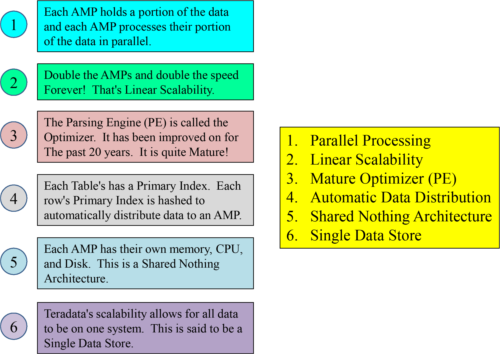 1
Each AMP holds a portion of the data
and each AMP processes their portion
of the data in parallel.
2
Double the AMPs and double the speed
Forever! That's Linear Scalability.
3
The Parsing Engine (PE) is called the
Optimizer. It has been improved on for
The past 20 years. It is quite Mature!
4
Each Table's has a Primary Index. Each
row's Primary Index is hashed to
automatically distribute data to an AMP.
5
Each AMP has their own memory, CPU,
and Disk. This is a Shared Nothing
Architecture.
6
Teradata's scalability allows for all data
to be on one system. This is said to be a
Single Data Store.
1. Parallel Processing
2. Linear Scalability
3. Mature Optimizer (PE)
4. Automatic Data Distribution
5. Shared Nothing Architecture
6. Single Data Store